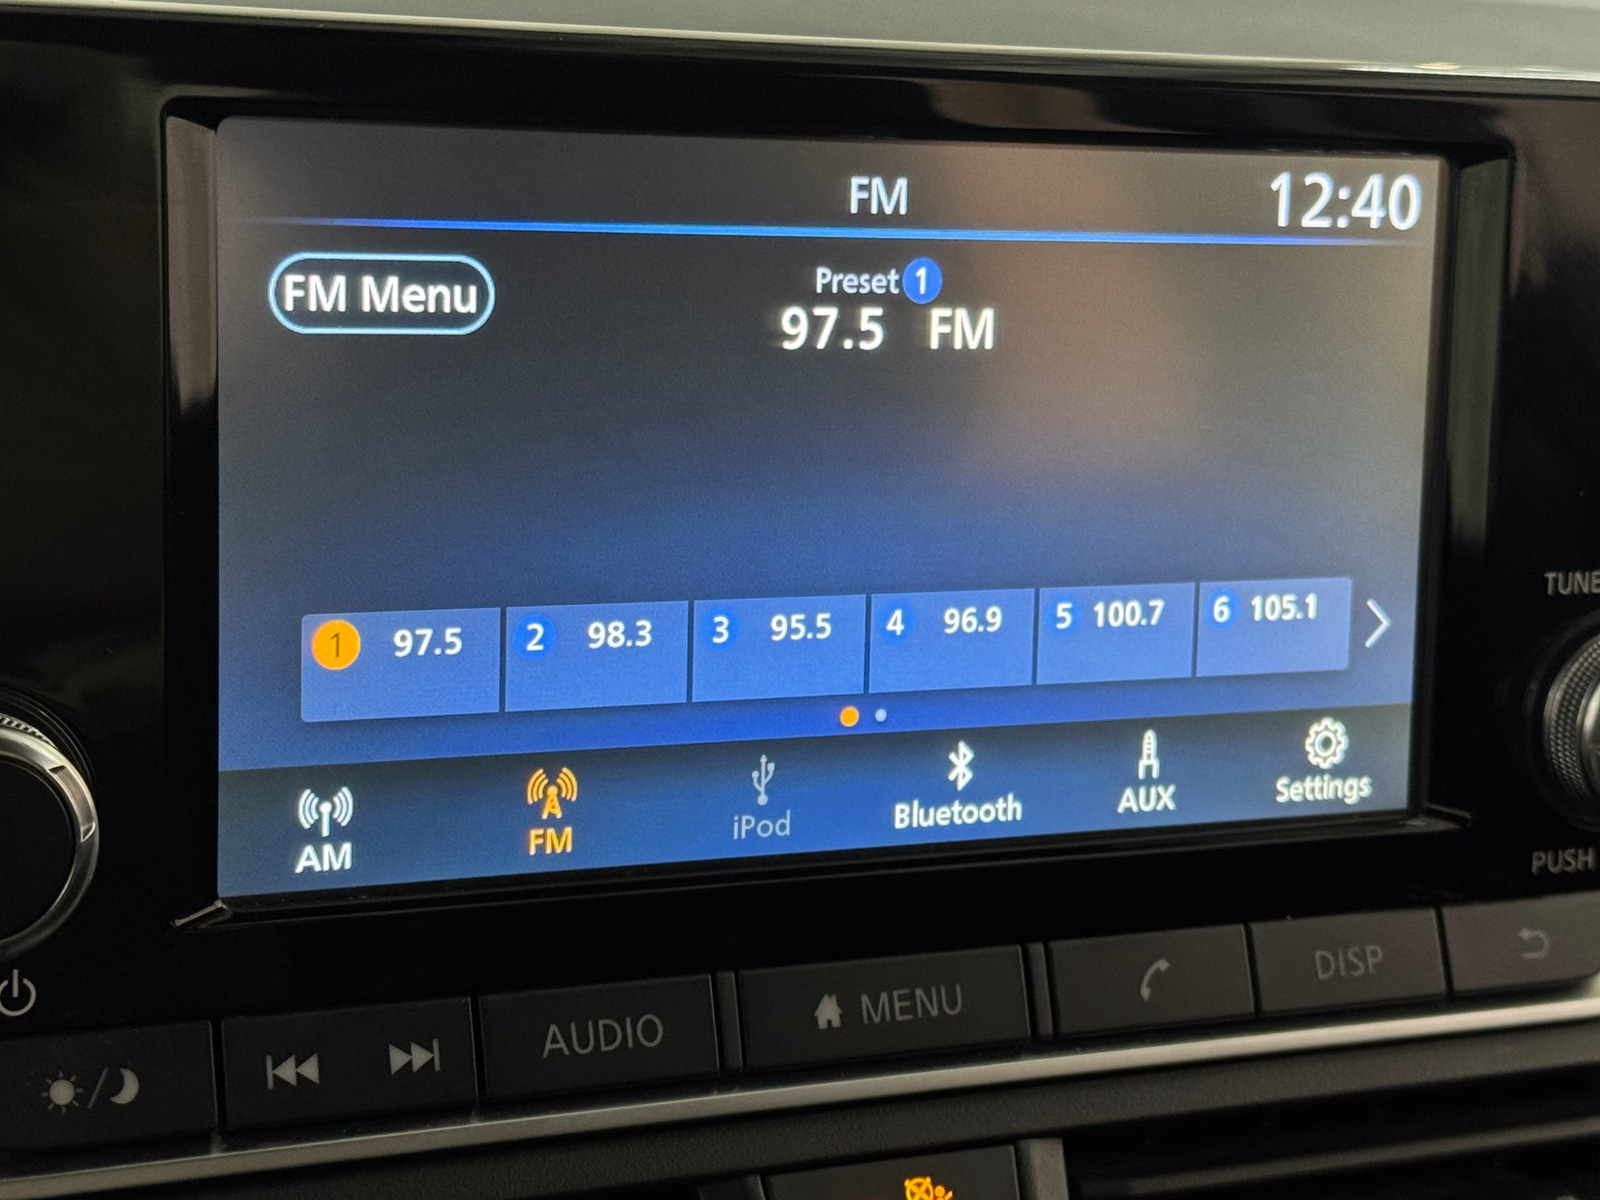 FM
12:40
FM Menu
Preset 1
97.5 FM
1 97.5
2 98.3
3 95.5
4 96.9
5 100.7
6 105.1
AM
FM
iPod
Bluetooth
AUX
Settings
TUNE
PUSH
AUDIO
MENU
DISP